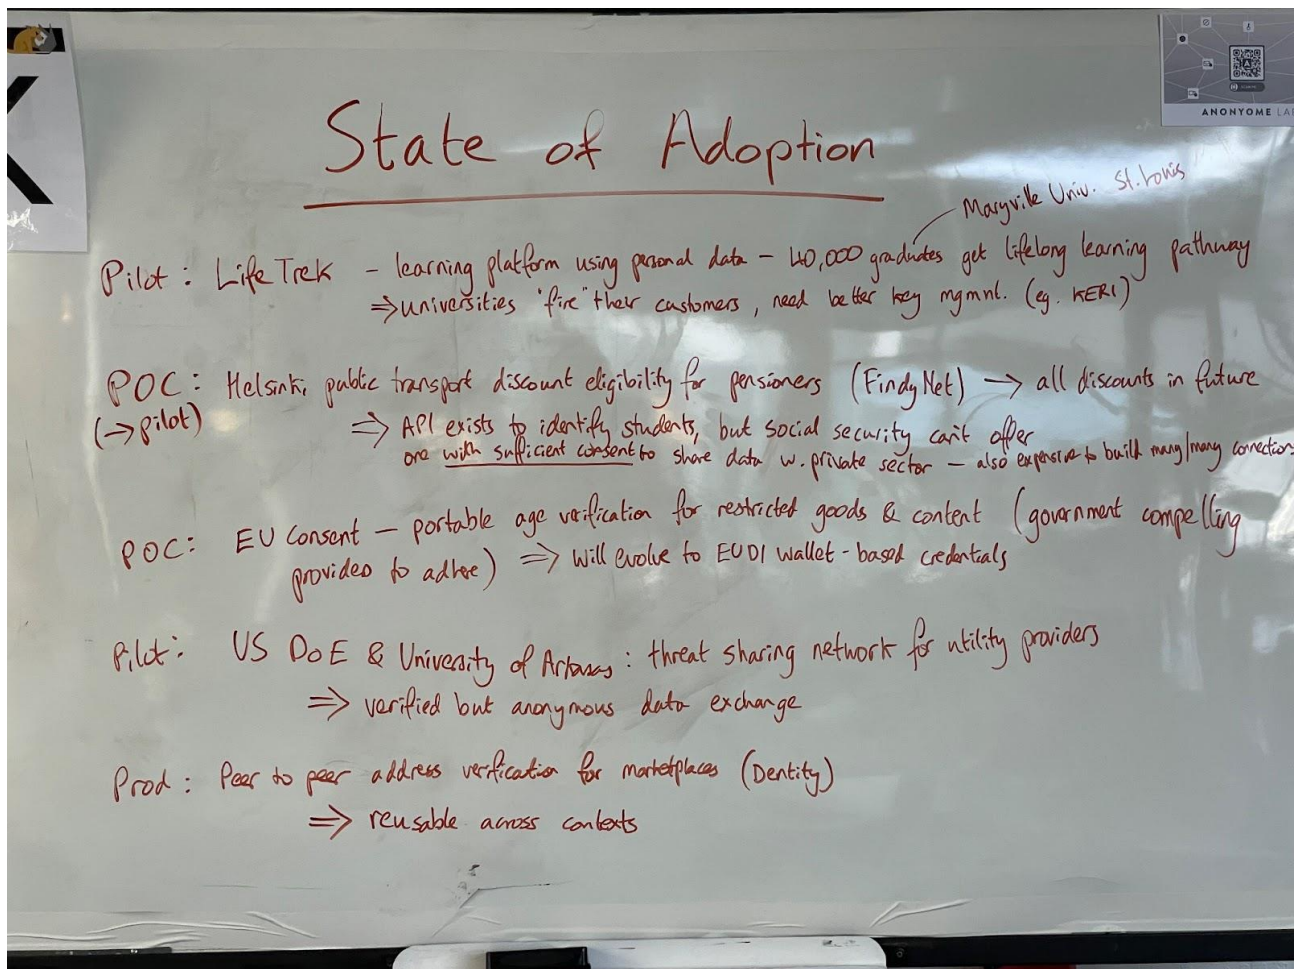 ANONYOME LA
State of Adoption
Maryville Univ. St. Louis
Pilot: LifeTrek – learning platform using personal data – 40,000 graduates get lifelong learning pathway
⇒ universities "fire" their customers, need better key mgmnt. (eg. KERI)
POC: Helsinki public transport discount eligibility for pensioners (FindyNet) → all discounts in future
(→ pilot) ⇒ API exists to identify students, but social security can't offer
one with sufficient consent to share data w. private sector – also expensive to build many/many connections
POC: EU Consent – portable age verification for restricted goods & content (government compelling
provides to adhere) ⇒ will evolve to EUDI wallet-based credentials
Pilot: US DoE & University of Arkansas: threat sharing network for utility providers
⇒ verified but anonymous data exchange
Prod: Peer to peer address verification for marketplaces (Dentity)
⇒ reusable across contexts